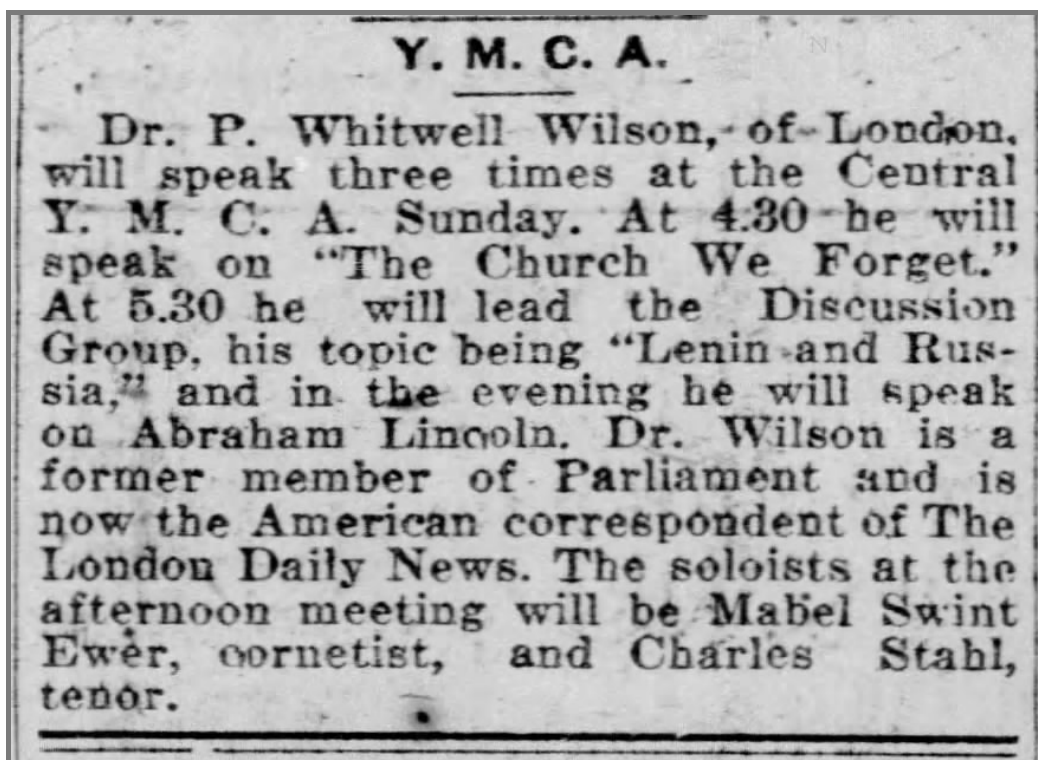 Y. M. C. A.
Dr. P. Whitwell Wilson, of London,
will speak three times at the Central
Y. M. C. A. Sunday. At 4.30 he will
speak on "The Church We Forget."
At 5.30 he will lead the Discussion
Group, his topic being "Lenin and Rus-
sia," and in the evening he will speak
on Abraham Lincoln. Dr. Wilson is a
former member of Parliament and is
now the American correspondent of The
London Daily News. The soloists at the
afternoon meeting will be Mabel Swint
Ewer, cornetist, and Charles Stahl,
tenor.